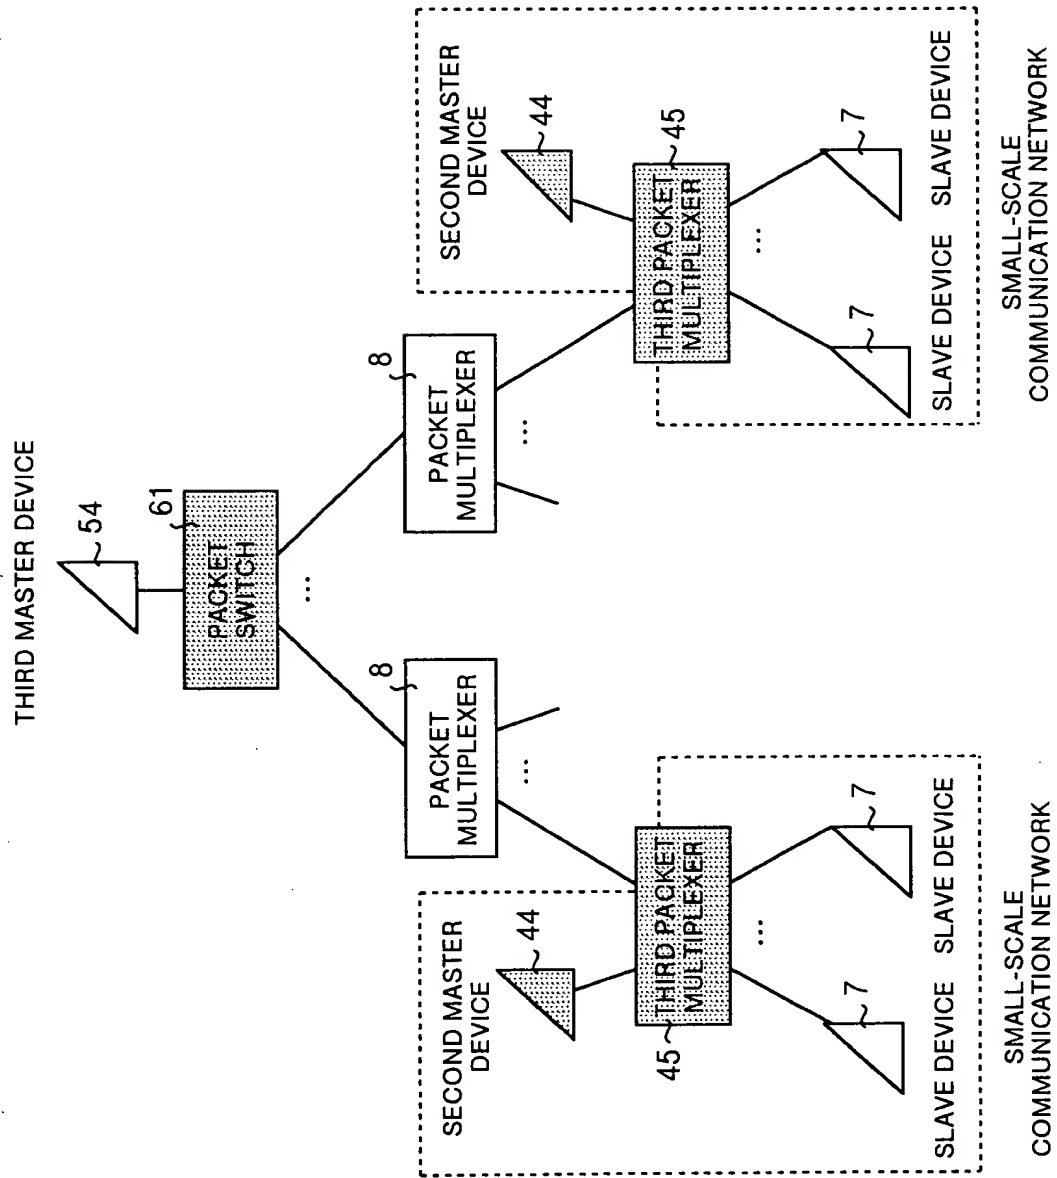 THIRD MASTER DEVICE
54
61
PACKET
SWITCH
...
8
PACKET
MULTIPLEXER
...
8
PACKET
MULTIPLEXER
...
SECOND MASTER
DEVICE
44
45
THIRD PACKET
MULTIPLEXER
...
7
7
SLAVE DEVICE
SLAVE DEVICE
SMALL-SCALE
COMMUNICATION NETWORK
SECOND MASTER
DEVICE
44
45
THIRD PACKET
MULTIPLEXER
...
7
7
SLAVE DEVICE
SLAVE DEVICE
SMALL-SCALE
COMMUNICATION NETWORK